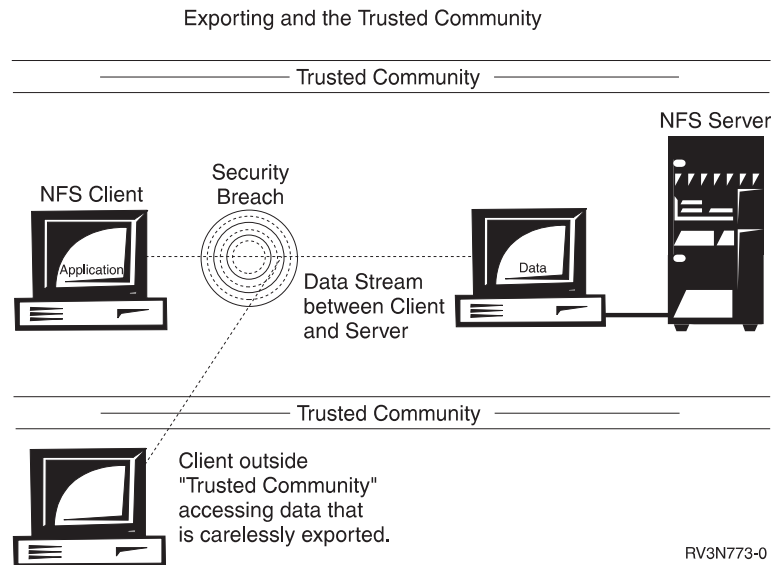 Exporting and the Trusted Community
Trusted Community
NFS Server
Security
Breach
NFS Client
Application
Data
Data Stream
between Client
and Server
Trusted Community
Client outside
"Trusted Community"
accessing data that
is carelessly exported.
RV3N773-0